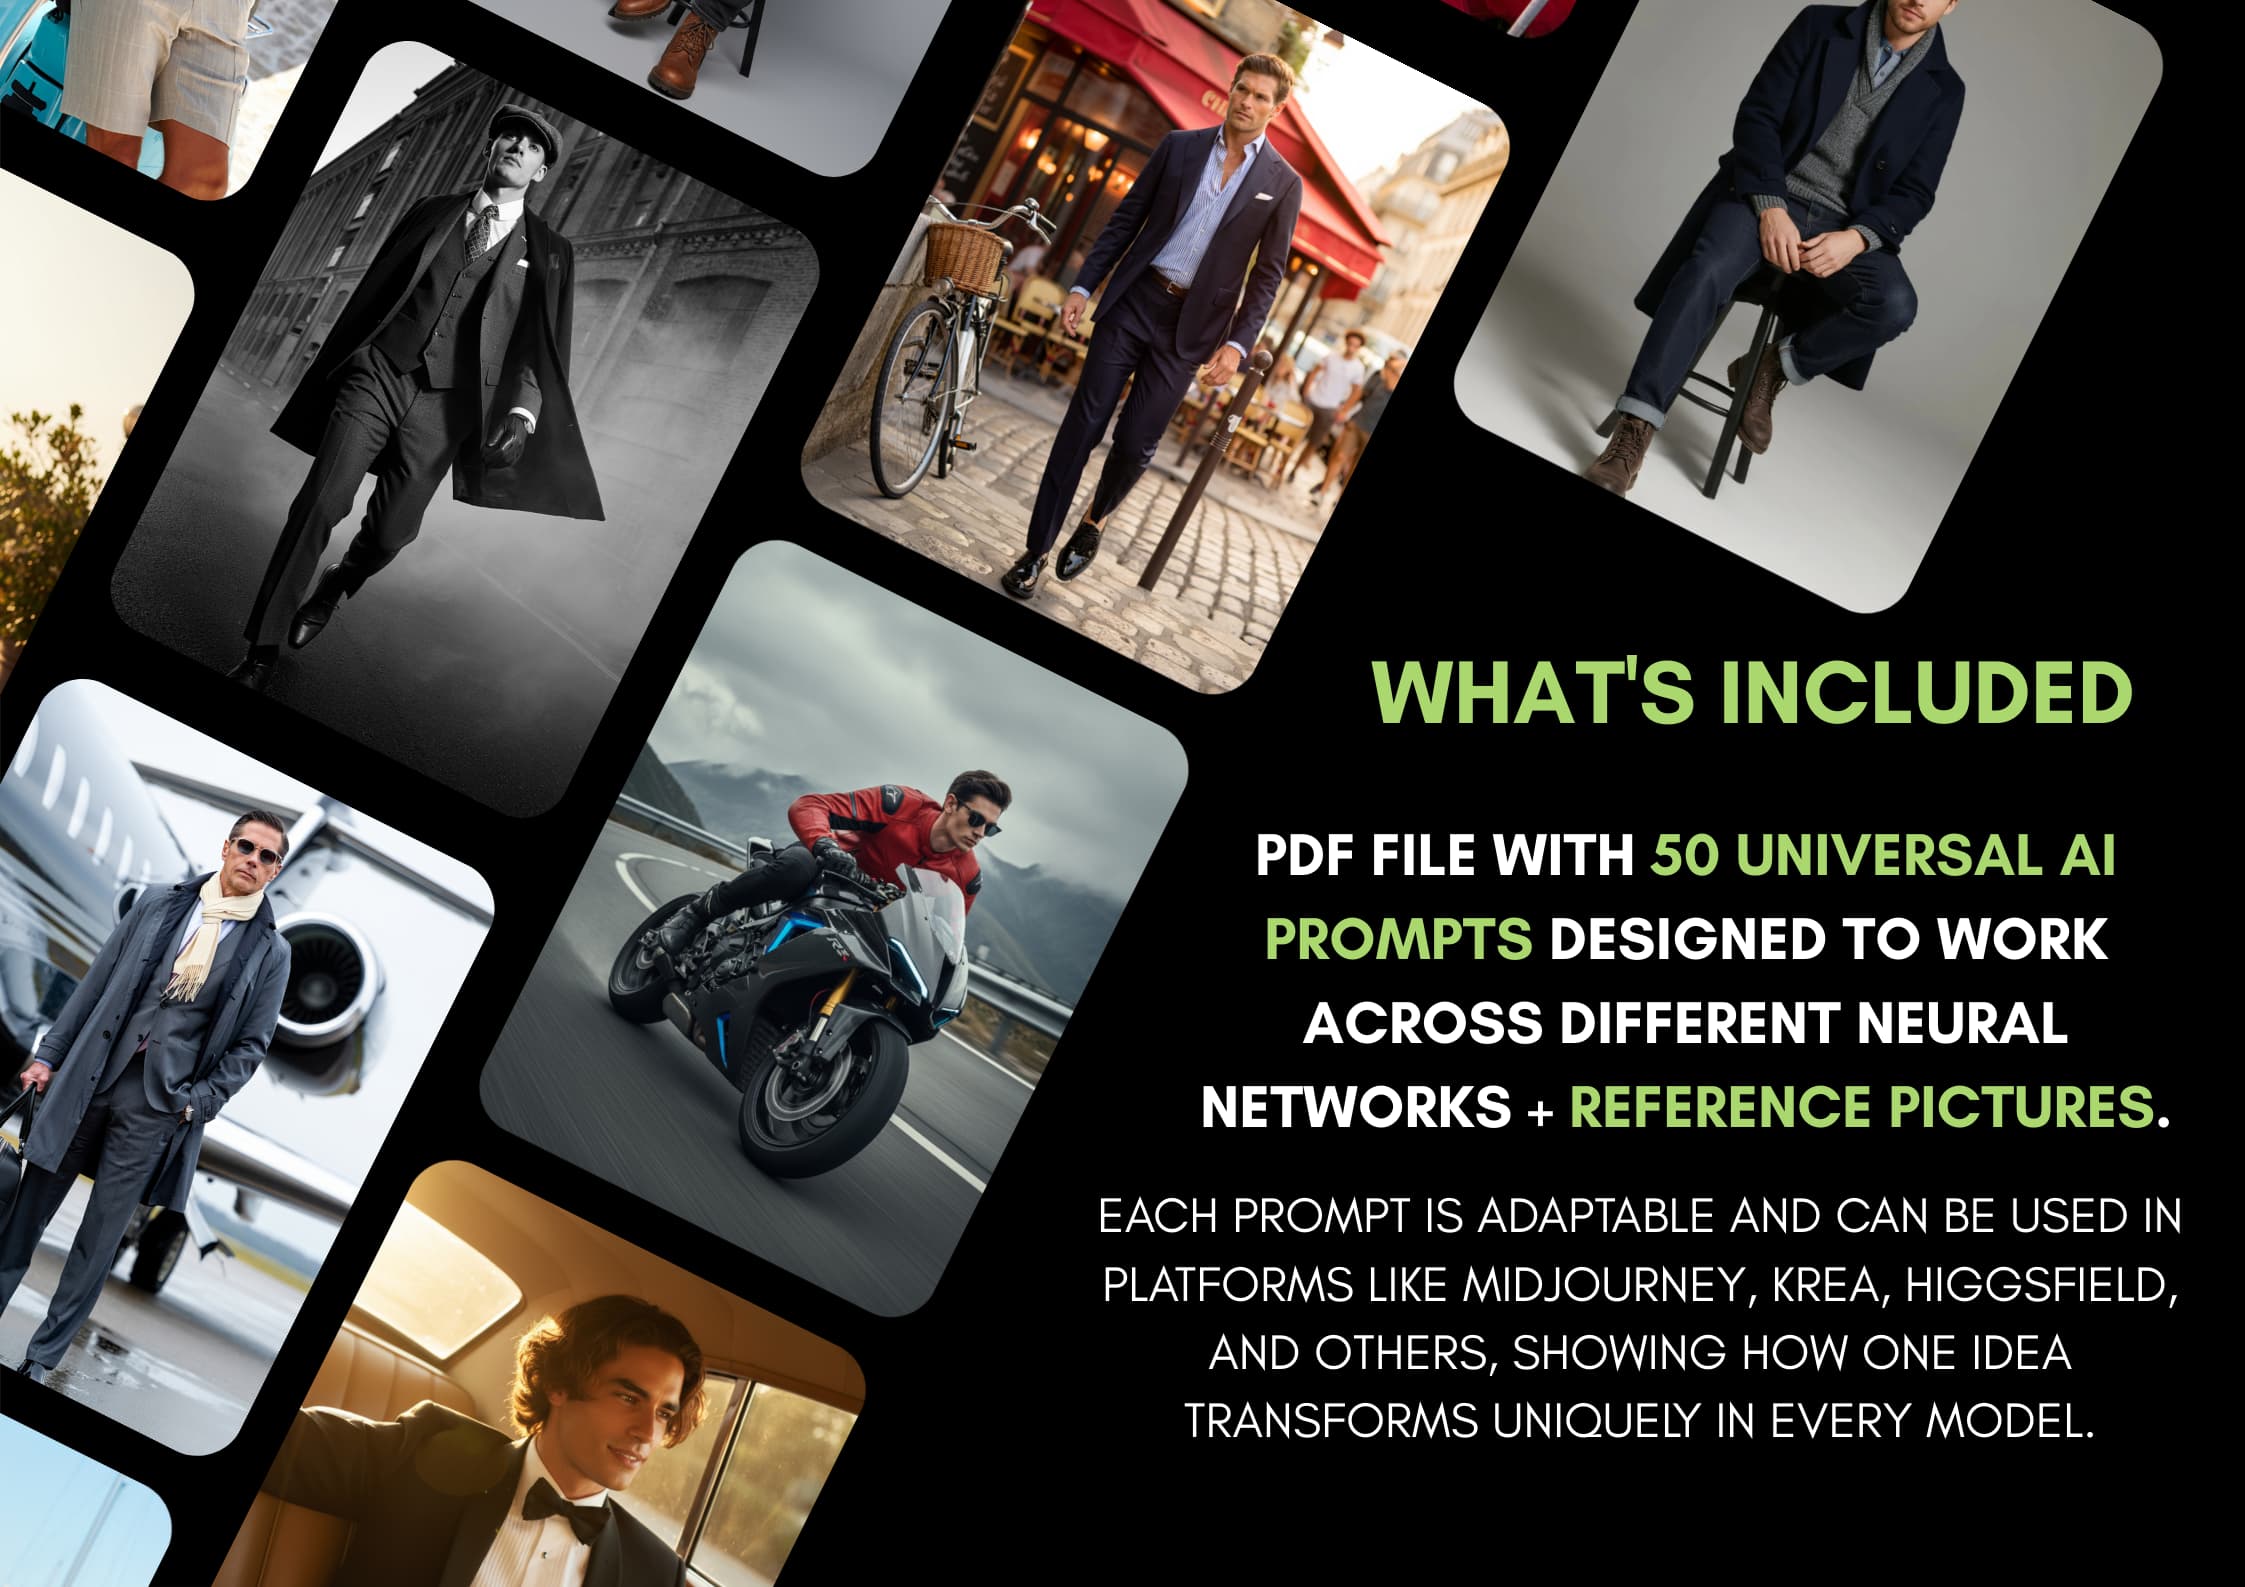 WHAT'S INCLUDED
PDF FILE WITH 50 UNIVERSAL AI
PROMPTS DESIGNED TO WORK
ACROSS DIFFERENT NEURAL
NETWORKS + REFERENCE PICTURES.
EACH PROMPT IS ADAPTABLE AND CAN BE USED IN
PLATFORMS LIKE MIDJOURNEY, KREA, HIGGSFIELD,
AND OTHERS, SHOWING HOW ONE IDEA
TRANSFORMS UNIQUELY IN EVERY MODEL.